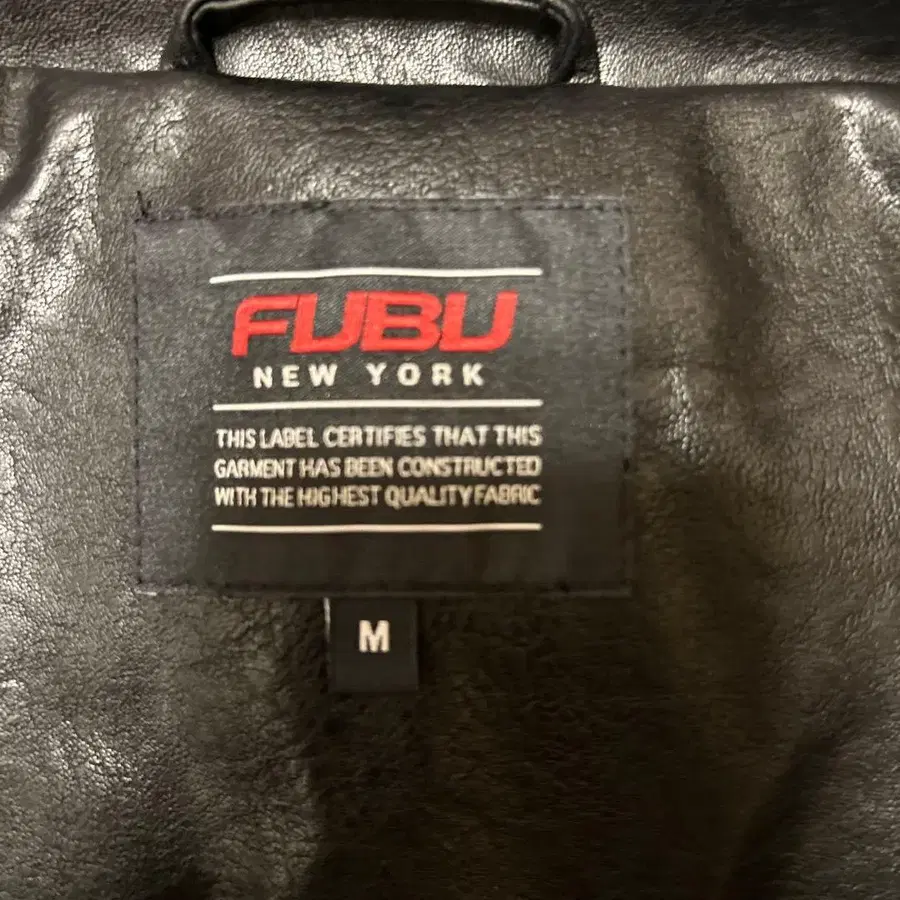 FUBU
NEW YORK
THIS LABEL CERTIFIES THAT THIS
GARMENT HAS BEEN CONSTRUCTED
WITH THE HIGHEST QUALITY FABRIC
M